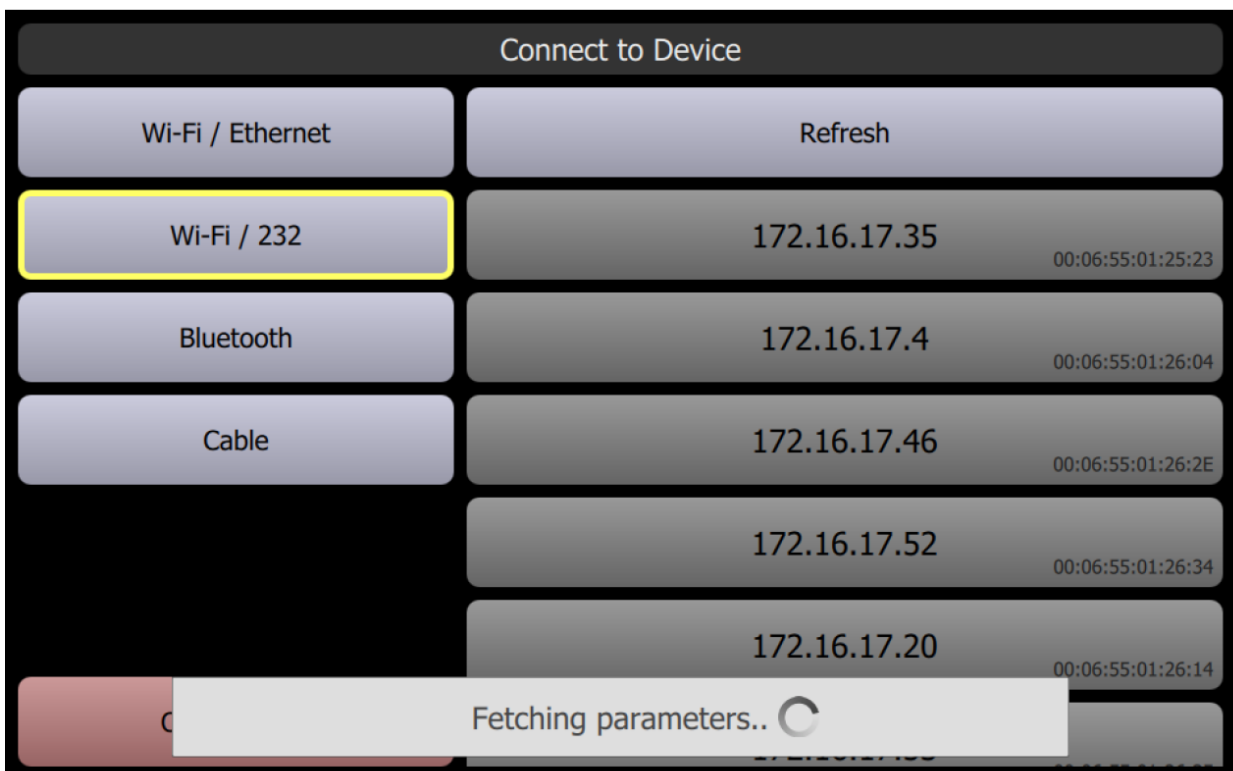 Connect to Device
Wi-Fi / Ethernet
Refresh
Wi-Fi / 232
172.16.17.35
00:06:55:01:25:23
Bluetooth
172.16.17.4
00:06:55:01:26:04
Cable
172.16.17.46
00:06:55:01:26:2E
172.16.17.52
00:06:55:01:26:34
172.16.17.20
00:06:55:01:26:14
Fetching parameters..